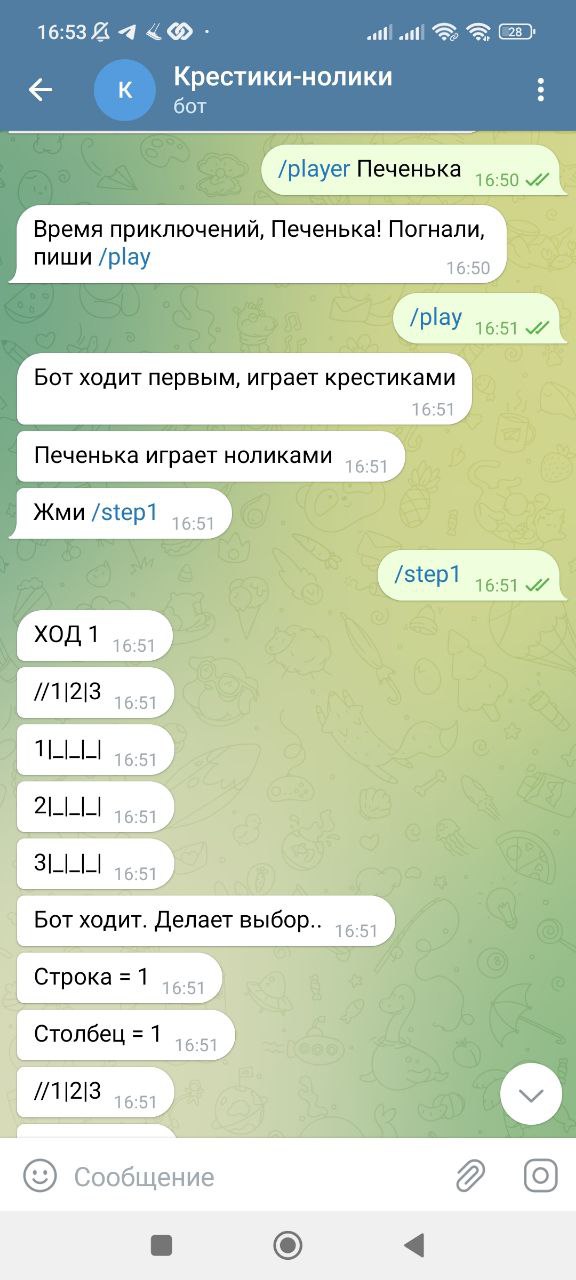 16:53
28
К
Крестики-нолики
бот
/player Печенька 16:50
Время приключений, Печенька! Погнали,
пиши /play
16:50
/play 16:51
Бот ходит первым, играет крестиками
16:51
Печенька играет ноликами 16:51
Жми /step1 16:51
/step1 16:51
ХОД 1 16:51
//1|2|3 16:51
1|_|_|_| 16:51
2|_|_|_| 16:51
3|_|_|_| 16:51
Бот ходит. Делает выбор.. 16:51
Строка = 1 16:51
Столбец = 1 16:51
//1|2|3 16:51
Сообщение